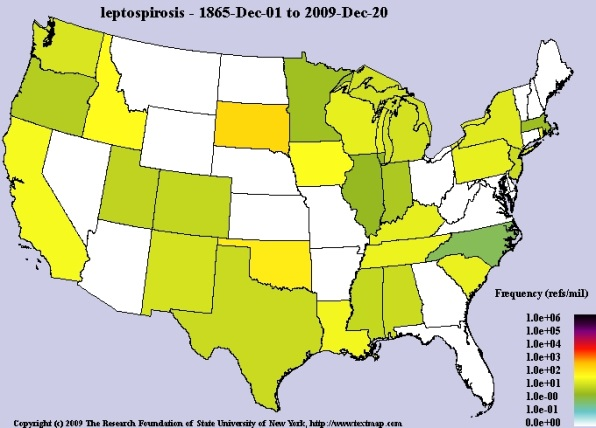 leptospirosis - 1865-Dec-01 to 2009-Dec-20
Frequency (refs/mil)
1.0e+06
1.0e+05
1.0e+04
1.0e+03
1.0e+02
1.0e+01
1.0e-00
1.0e-01
0.0e+00
Copyright (c) 2009 The Research Foundation of State University of New York, http://www.textmap.com